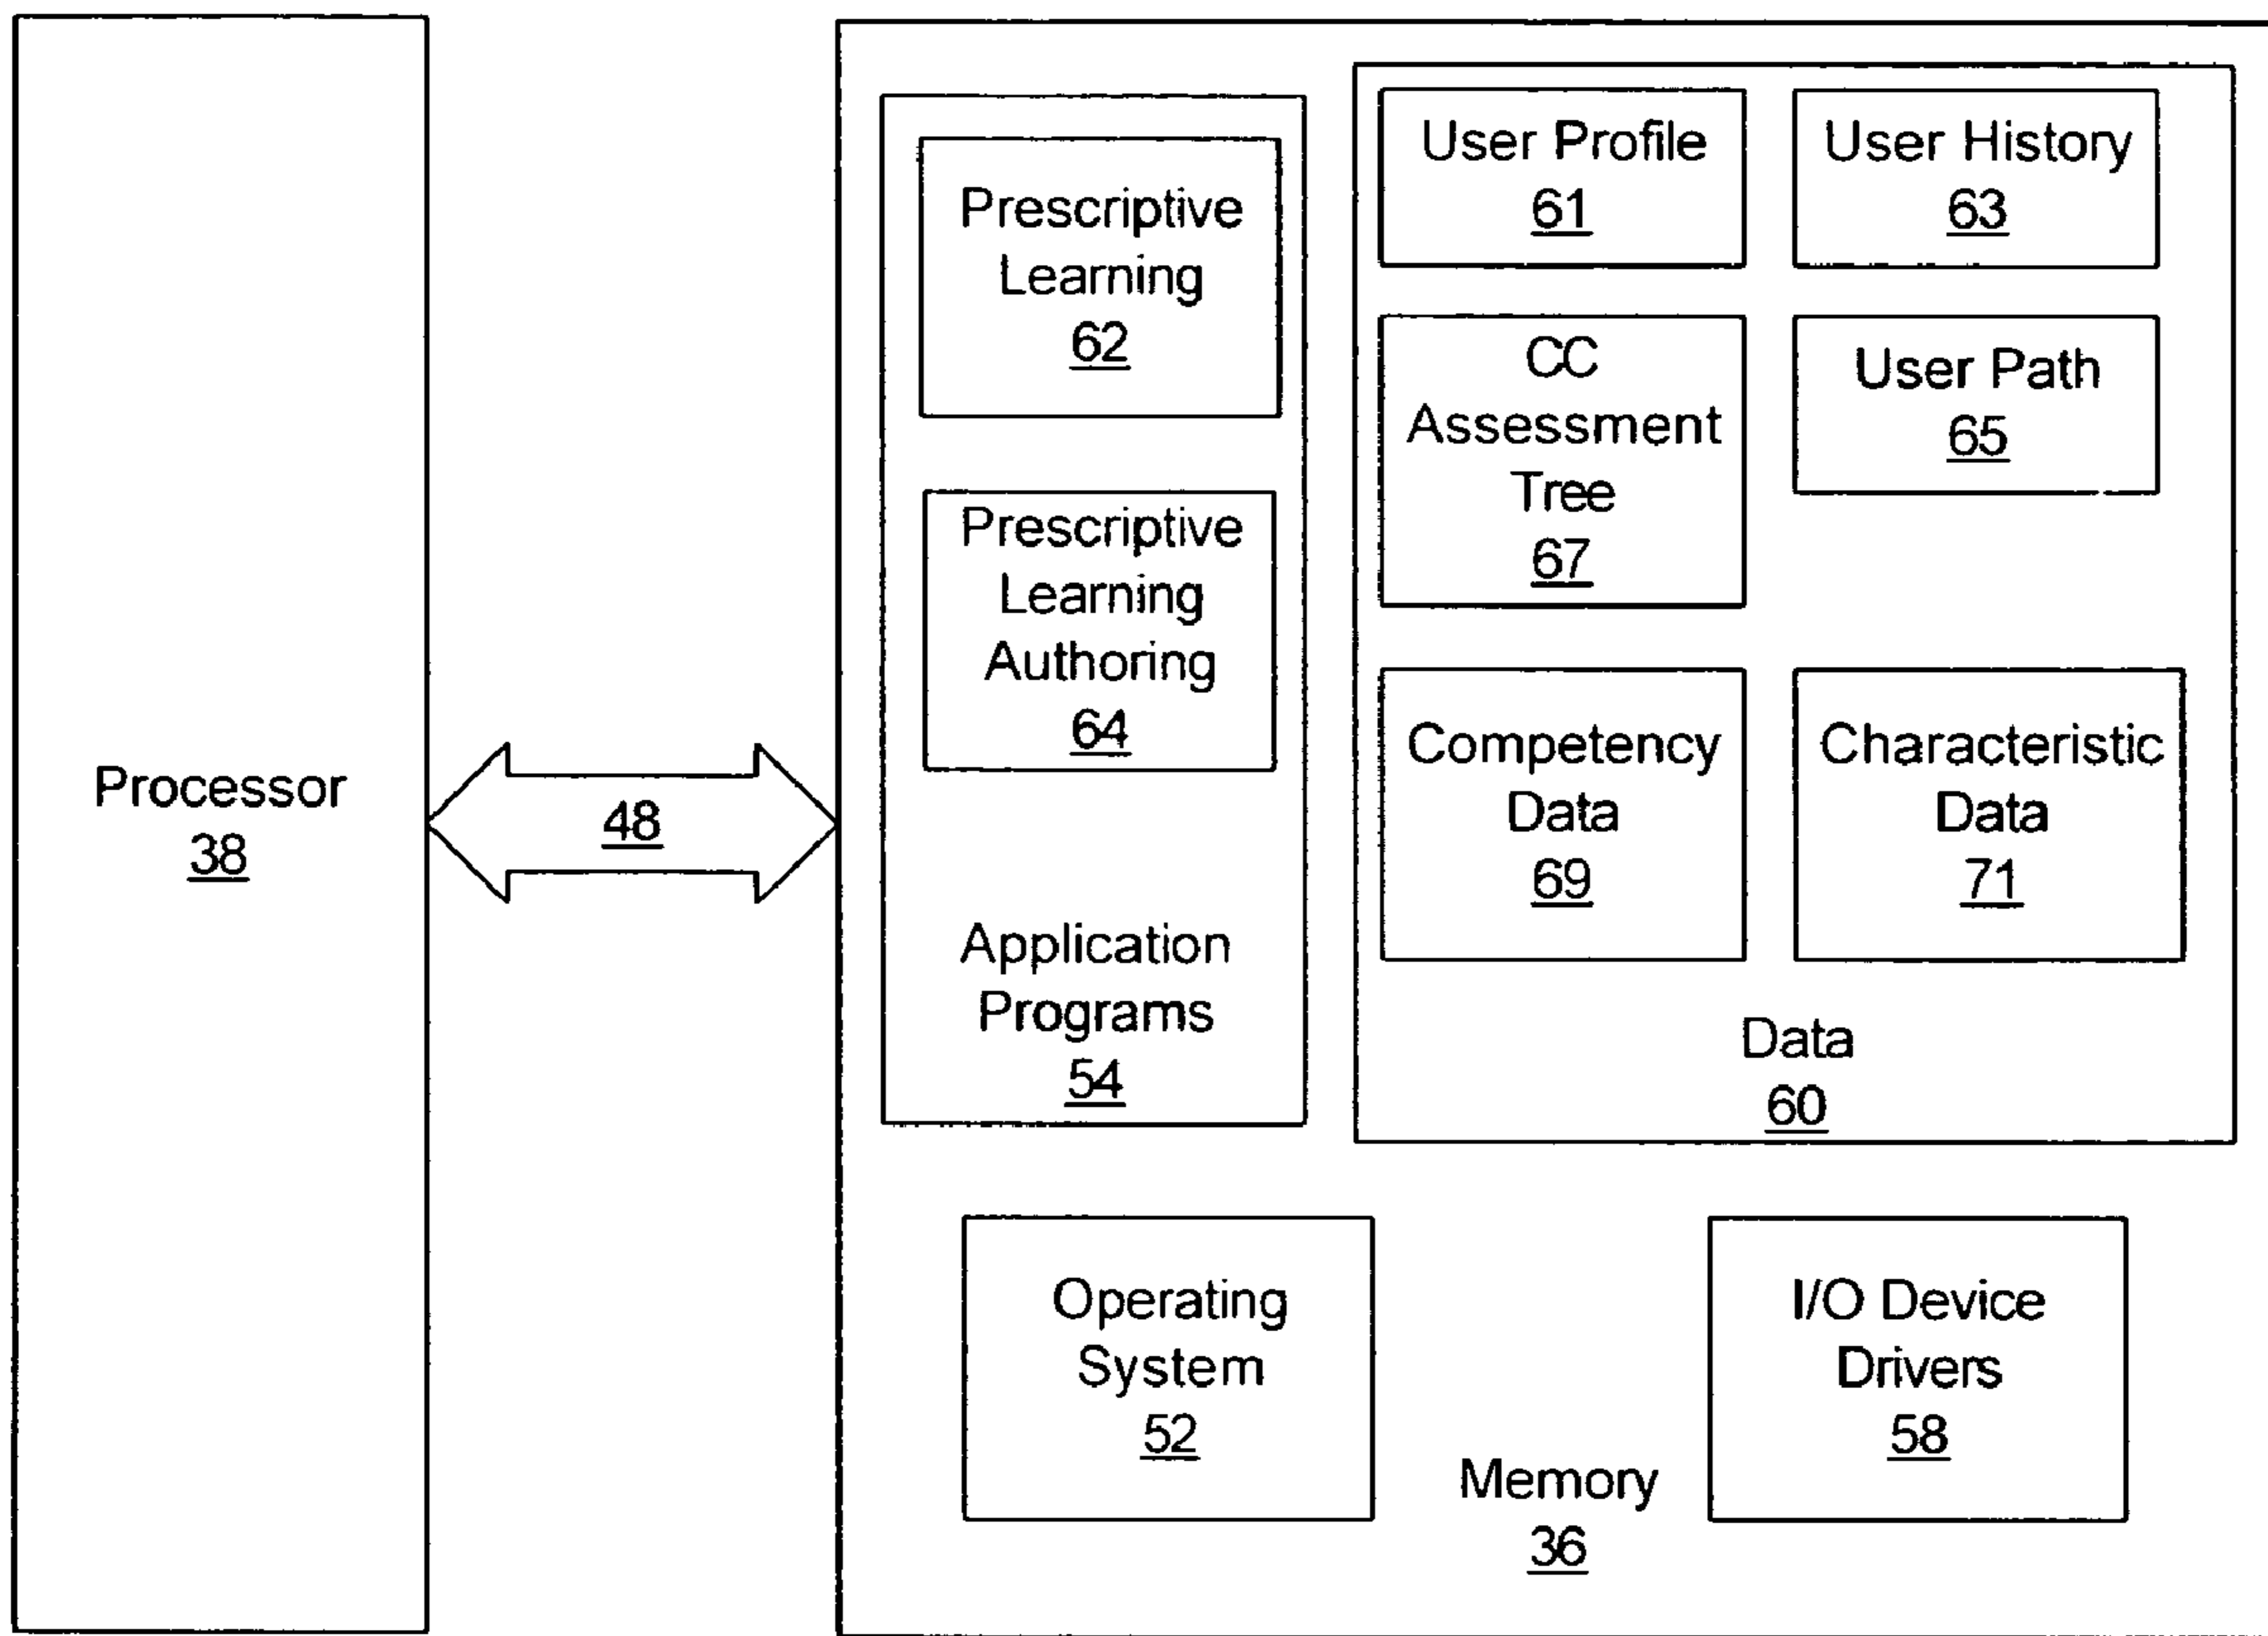 Processor
38
48
Prescriptive
Learning
62
Prescriptive
Learning
Authoring
64
Application
Programs
54
User Profile
61
User History
63
CC
Assessment
Tree
67
User Path
65
Competency
Data
69
Characteristic
Data
71
Data
60
Operating
System
52
I/O Device
Drivers
58
Memory
36